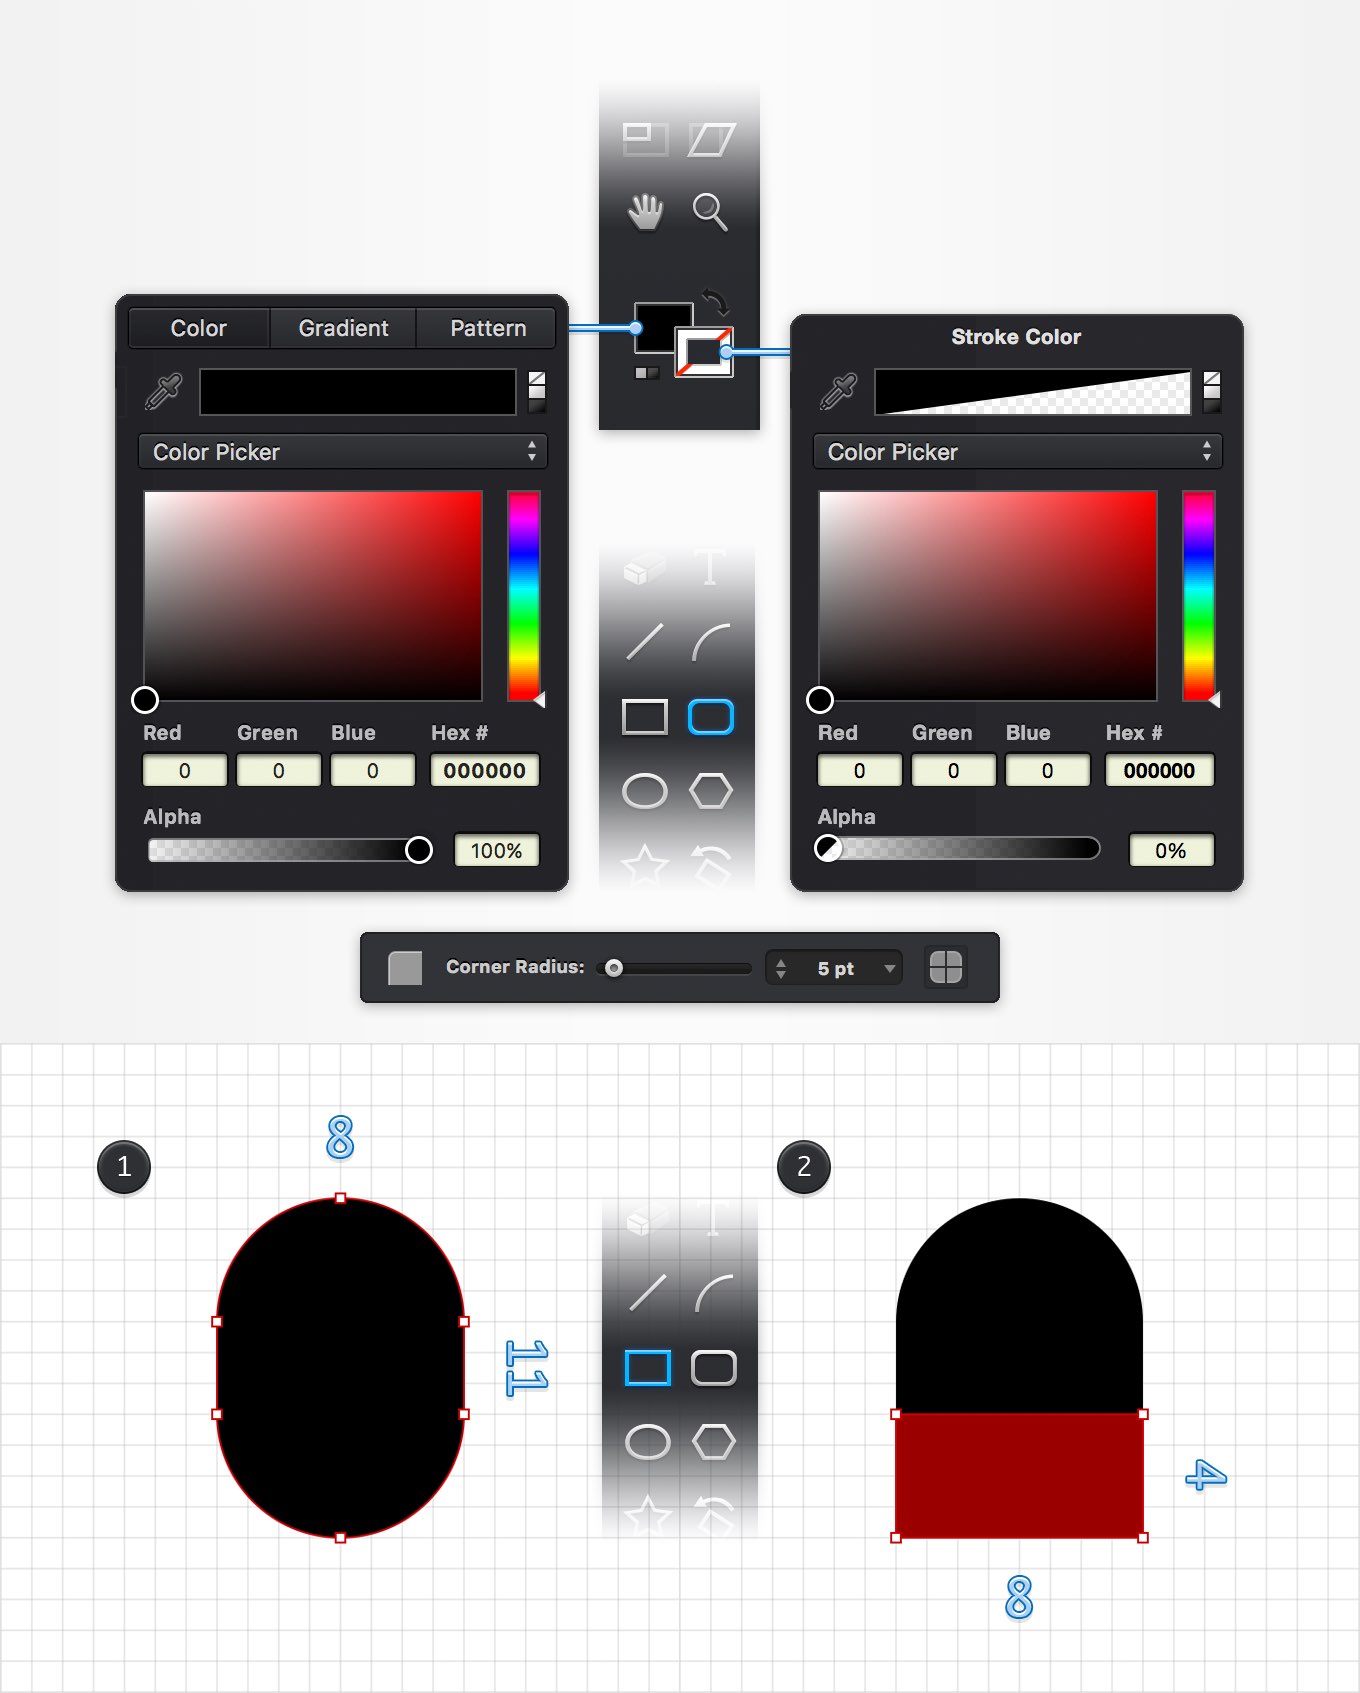 Color Gradient Pattern
Color Picker
Red Green Blue Hex #
0 0 0 000000
Alpha
100%
Stroke Color
Color Picker
Red Green Blue Hex #
0 0 0 000000
Alpha
0%
T
Corner Radius: 5 pt
1
8
11
T
2
4
8